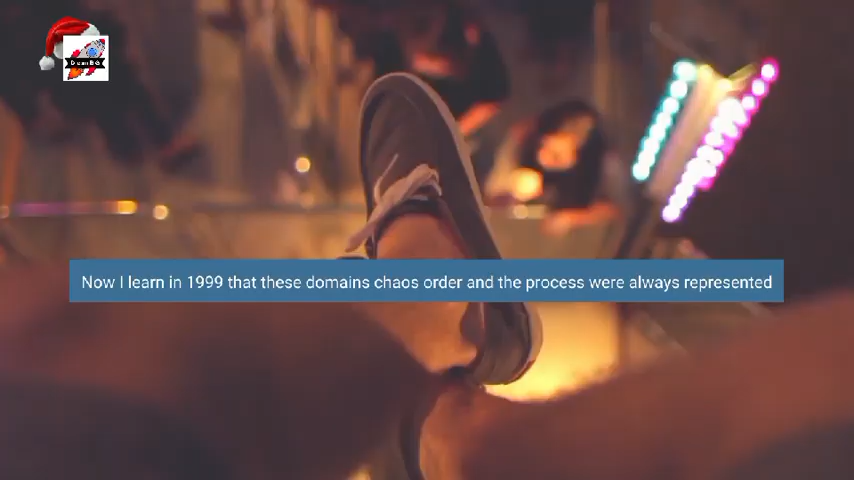 Now I learn in 1999 that these domains chaos order and the process were always represented